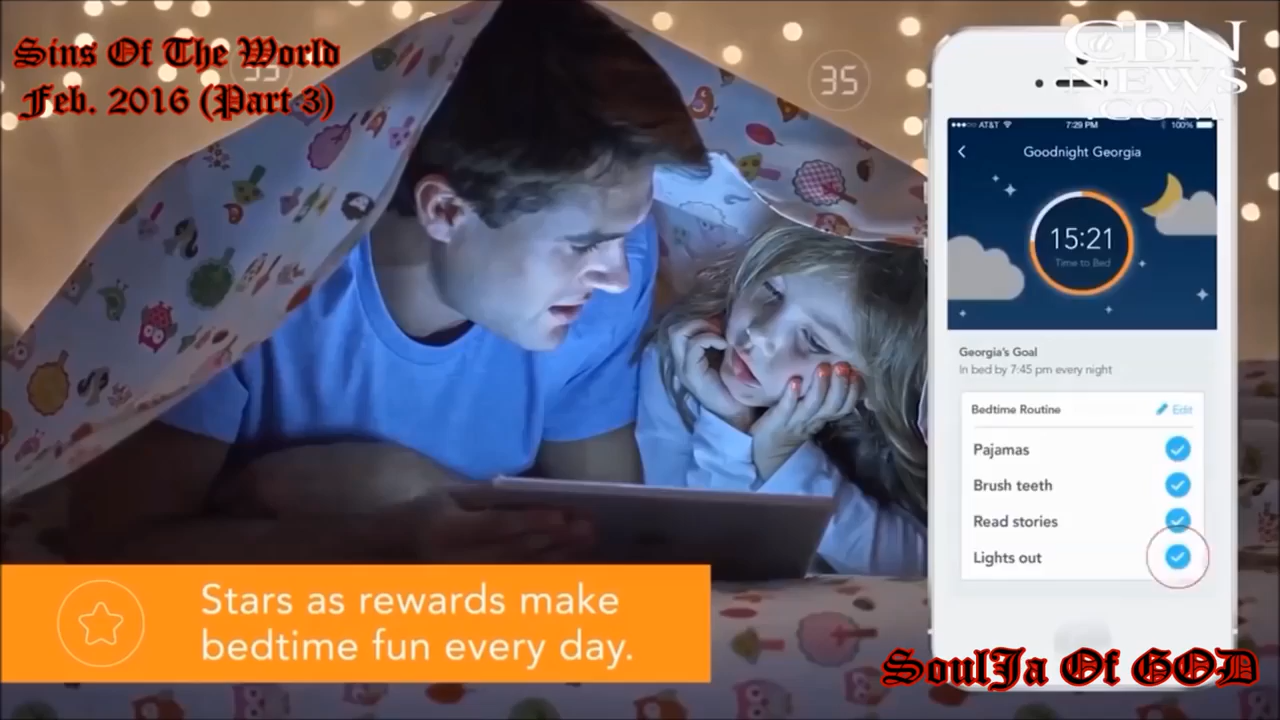 Sins Of The World
Feb. 2016 (Part 3)
35
35
CBN
NEWS
.COM
AT&T
7:29 PM
100%
Goodnight Georgia
15:21
Time to Bed
Georgia's Goal
In bed by 7:45 pm every night
Bedtime Routine
Edit
Pajamas
Brush teeth
Read stories
Lights out
Stars as rewards make
bedtime fun every day.
SoulJa Of GOD